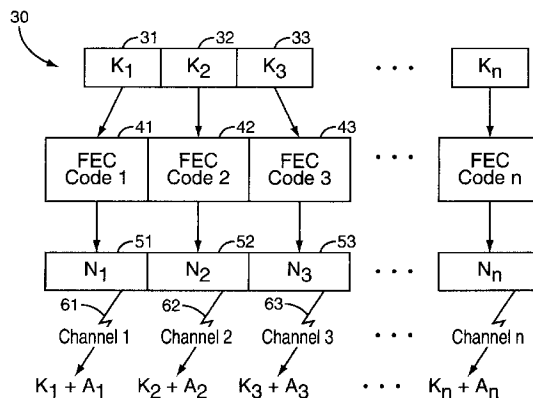 30
31 32 33
K1 K2 K3 . . . Kn
41 42 43
FEC Code 1 FEC Code 2 FEC Code 3 . . . FEC Code n
51 52 53
N1 N2 N3 . . . Nn
61 62 63
Channel 1 Channel 2 Channel 3 . . . Channel n
K1 + A1 K2 + A2 K3 + A3 . . . Kn + An